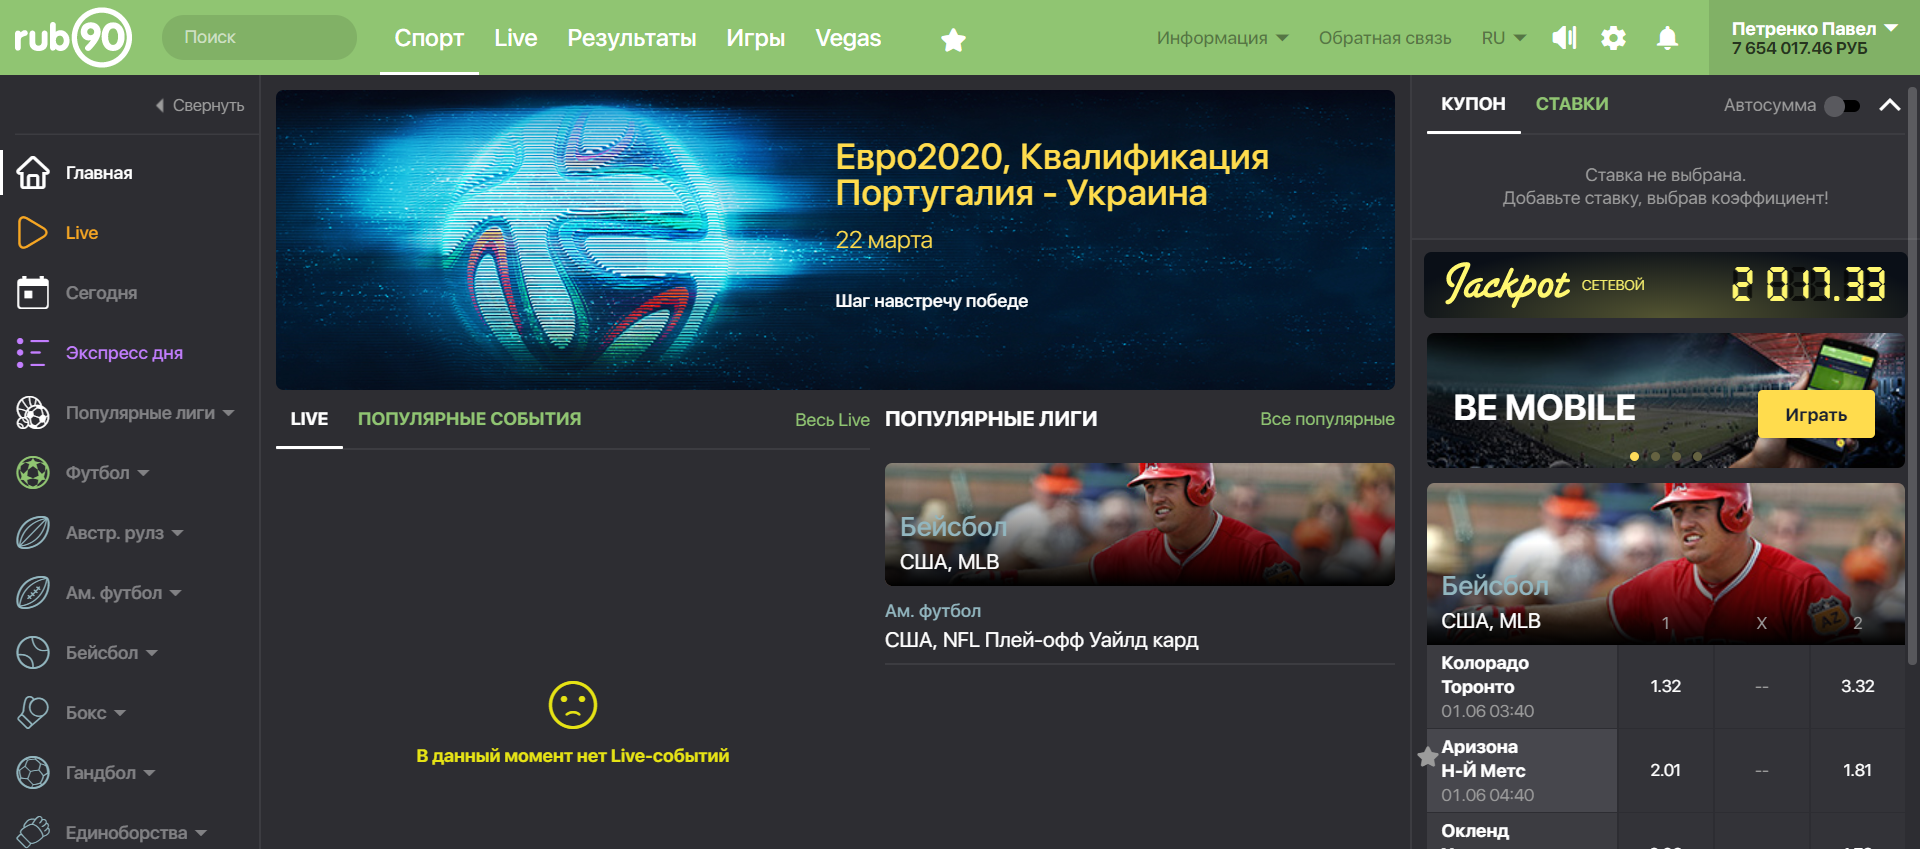 rub90
Поиск
Спорт
Live
Результаты
Игры
Vegas
Информация
Обратная связь
RU
Петренко Павел
7 654 017.46 РУБ
Свернуть
Главная
Live
Сегодня
Экспресс дня
Популярные лиги
Футбол
Австр. рулз
Ам. футбол
Бейсбол
Бокс
Гандбол
Единоборства
Евро2020, Квалификация
Португалия - Украина
22 марта
Шаг навстречу победе
LIVE
ПОПУЛЯРНЫЕ СОБЫТИЯ
Весь Live
В данный момент нет Live-событий
ПОПУЛЯРНЫЕ ЛИГИ
Все популярные
Бейсбол
США, MLB
Ам. футбол
США, NFL Плей-офф Уайлд кард
КУПОН
СТАВКИ
Автосумма
Ставка не выбрана.
Добавьте ставку, выбрав коэффициент!
Jackpot СЕТЕВОЙ
2 017.33
BE MOBILE
Играть
Бейсбол
США, MLB
1 X 2
AZ
Колорадо
Торонто
01.06 03:40
1.32 -- 3.32
Аризона
Н-Й Метс
01.06 04:40
2.01 -- 1.81
Окленд